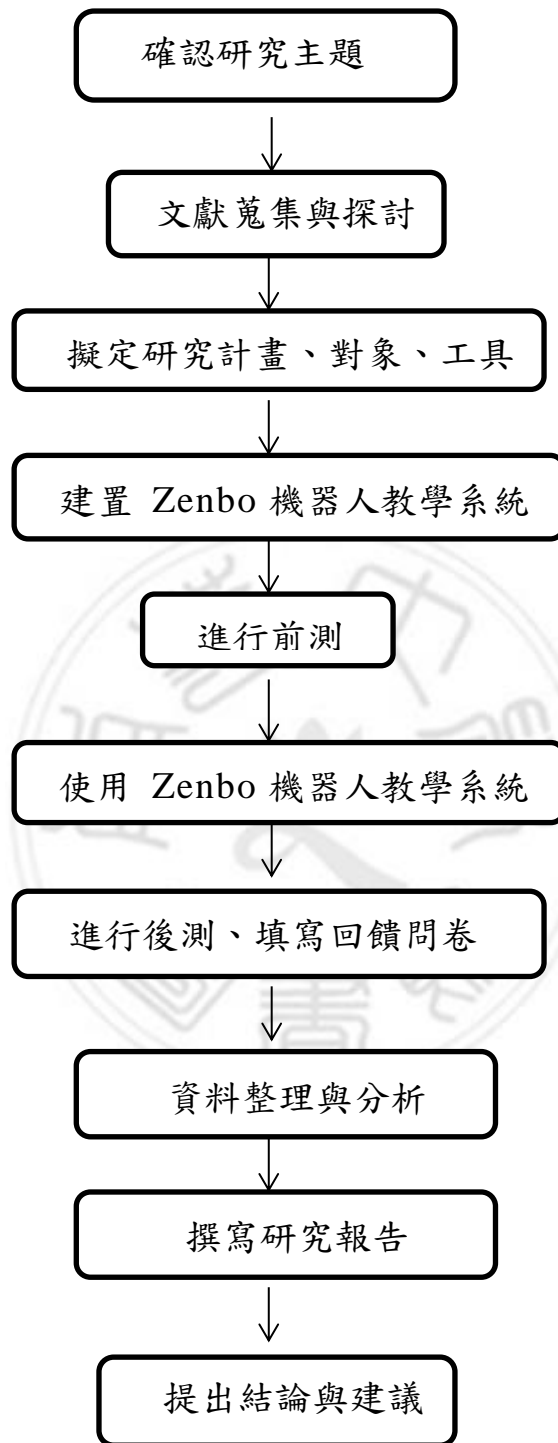 確認研究主題
文獻蒐集與探討
擬定研究計畫、對象、工具
建置 Zenbo 機器人教學系統
進行前測
使用 Zenbo 機器人教學系統
進行後測、填寫回饋問卷
資料整理與分析
撰寫研究報告
提出結論與建議